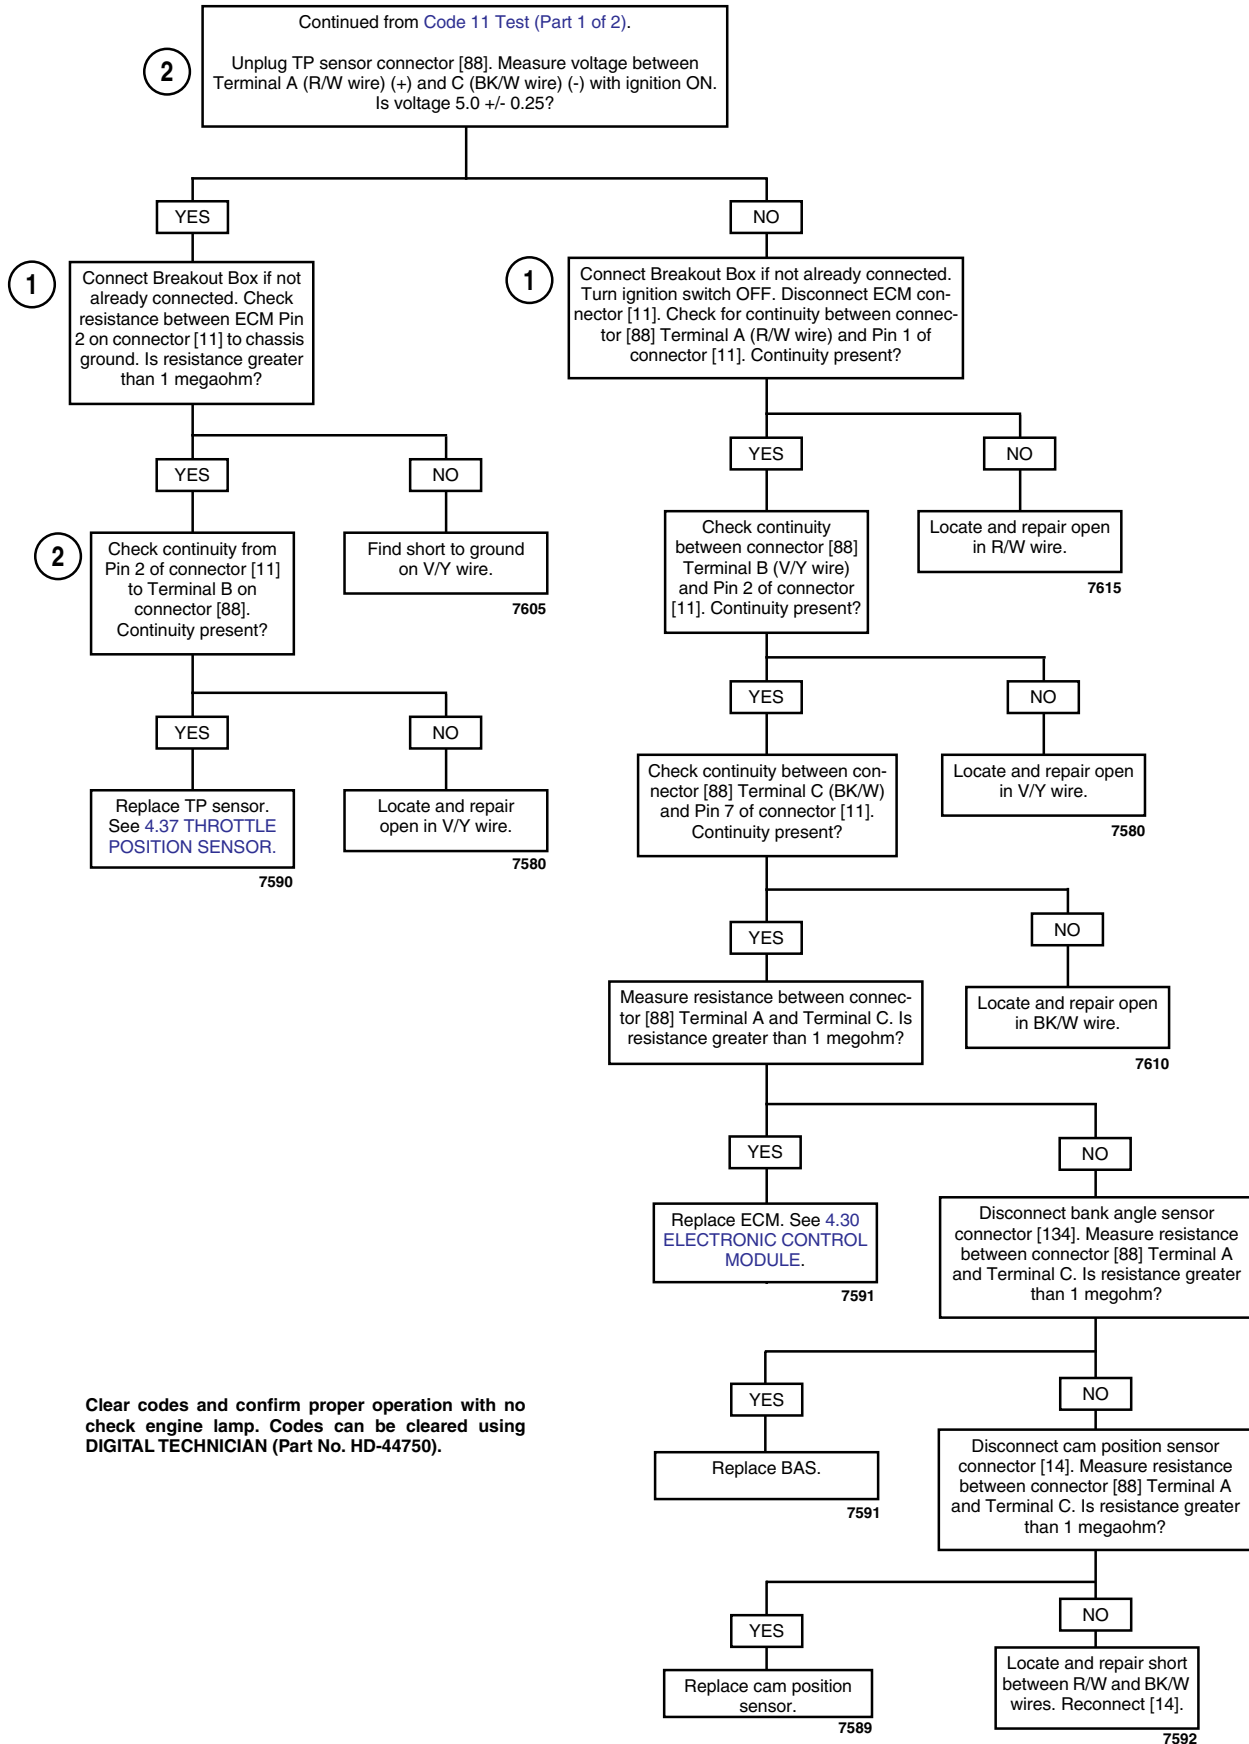 Continued from Code 11 Test (Part 1 of 2).
2
Unplug TP sensor connector [88]. Measure voltage between
Terminal A (R/W wire) (+) and C (BK/W wire) (-) with ignition ON.
Is voltage 5.0 +/- 0.25?
YES
NO
1
Connect Breakout Box if not
already connected. Check
resistance between ECM Pin
2 on connector [11] to chassis
ground. Is resistance greater
than 1 megaohm?
1
Connect Breakout Box if not already connected.
Turn ignition switch OFF. Disconnect ECM con-
nector [11]. Check for continuity between connec-
tor [88] Terminal A (R/W wire) and Pin 1 of
connector [11]. Continuity present?
YES
NO
YES
NO
2
Check continuity from
Pin 2 of connector [11]
to Terminal B on
connector [88].
Continuity present?
Find short to ground
on V/Y wire.
7605
Check continuity
between connector [88]
Terminal B (V/Y wire)
and Pin 2 of connector
[11]. Continuity present?
Locate and repair open
in R/W wire.
7615
YES
NO
YES
NO
Replace TP sensor.
See 4.37 THROTTLE
POSITION SENSOR.
7590
Locate and repair
open in V/Y wire.
7580
Check continuity between con-
nector [88] Terminal C (BK/W)
and Pin 7 of connector [11].
Continuity present?
Locate and repair open
in V/Y wire.
7580
YES
NO
Measure resistance between connec-
tor [88] Terminal A and Terminal C. Is
resistance greater than 1 megohm?
Locate and repair open
in BK/W wire.
7610
YES
NO
Replace ECM. See 4.30
ELECTRONIC CONTROL
MODULE.
7591
Disconnect bank angle sensor
connector [134]. Measure resistance
between connector [88] Terminal A
and Terminal C. Is resistance greater
than 1 megohm?
YES
NO
Replace BAS.
7591
Disconnect cam position sensor
connector [14]. Measure resistance
between connector [88] Terminal A
and Terminal C. Is resistance greater
than 1 megaohm?
YES
NO
Replace cam position
sensor.
7589
Locate and repair short
between R/W and BK/W
wires. Reconnect [14].
7592
Clear codes and confirm proper operation with no
check engine lamp. Codes can be cleared using
DIGITAL TECHNICIAN (Part No. HD-44750).